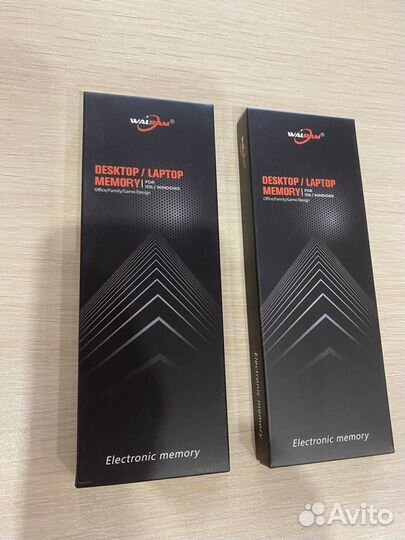 WALRAM®
DESKTOP / LAPTOP
MEMORY FOR
IOS / WINDOWS
Office/Family/Game/Design
Electronic memory
WALRAM®
DESKTOP / LAPTOP
MEMORY FOR
IOS / WINDOWS
Office/Family/Game/Design
Electronic memory
Electronic memory
Avito